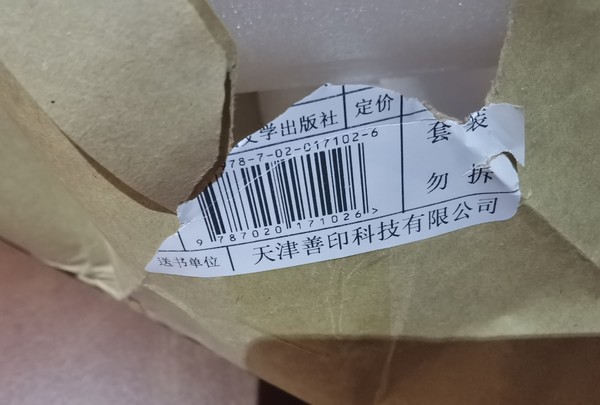 文学出版社 定价
978-7-02-017102-6
套装
勿拆
9 787020 171026 >
送书单位 天津善印科技有限公司